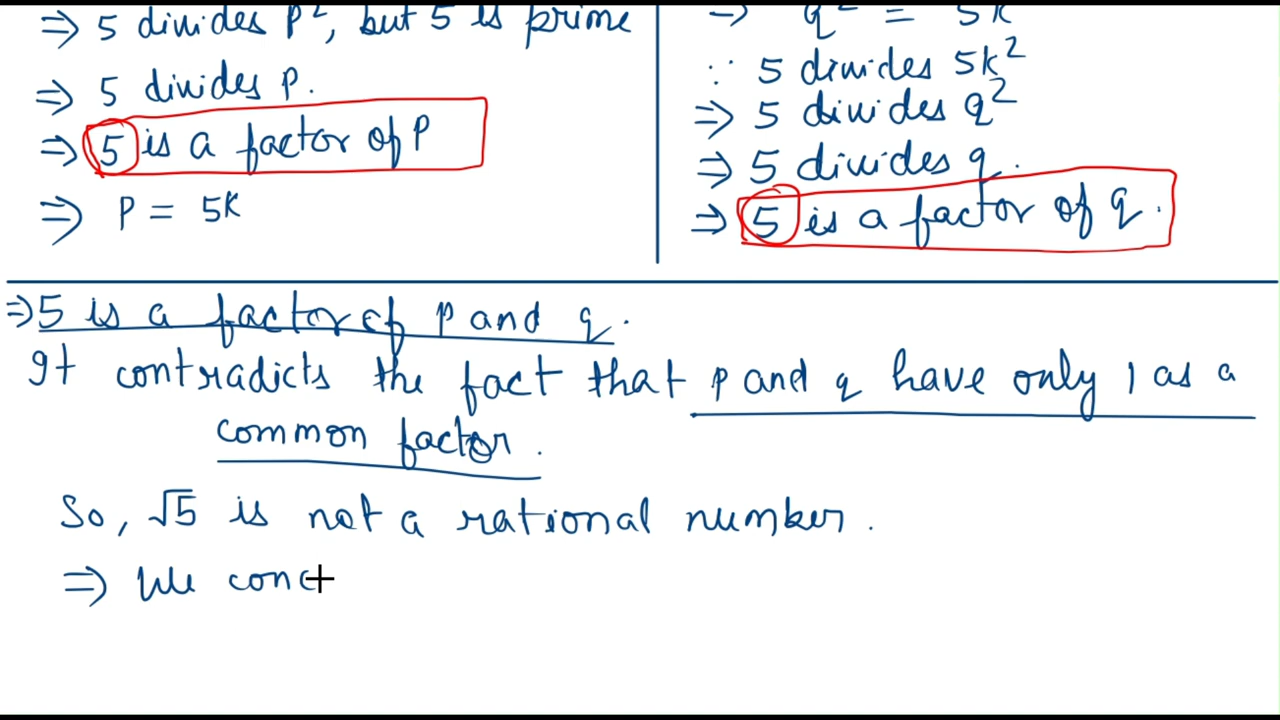 ⇒ 5 divides P², but 5 is prime
⇒ 5 divides P.
⇒ 5 is a factor of P
⇒ P = 5K
⇒ q² = 5k
∵ 5 divides 5k²
⇒ 5 divides q²
⇒ 5 divides q.
⇒ 5 is a factor of q.
⇒ 5 is a factor of p and q.
It contradicts the fact that p and q have only 1 as a
common factor.
So, √5 is not a rational number.
⇒ We conc